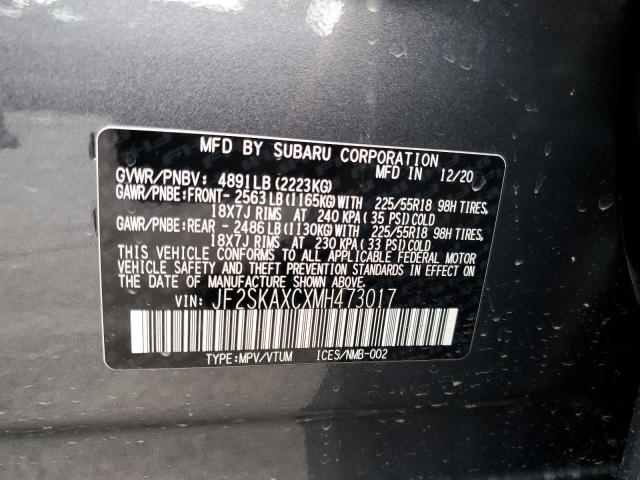 MFD BY SUBARU CORPORATION
GVWR/PNBV: 4891LB(2223KG) MFD IN 12/20
GAWR/PNBE:FRONT-2563LB(1165KG)WITH 225/55R18 98H TIRES,
18X7J RIMS AT 240 KPA(35 PSI)COLD
GAWR/PNBE:REAR -2486LB(1130KG)WITH 225/55R18 98H TIRES,
18X7J RIMS AT 230 KPA(33 PSI)COLD
THIS VEHICLE CONFORMS TO ALL APPLICABLE FEDERAL MOTOR
VEHICLE SAFETY AND THEFT PREVENTION STANDARDS IN EFFECT ON
THE DATE OF MANUFACTURE SHOWN ABOVE.
VIN: JF2SKAXCXMH473017
TYPE:MPV/VTUM ICES/NMB-002